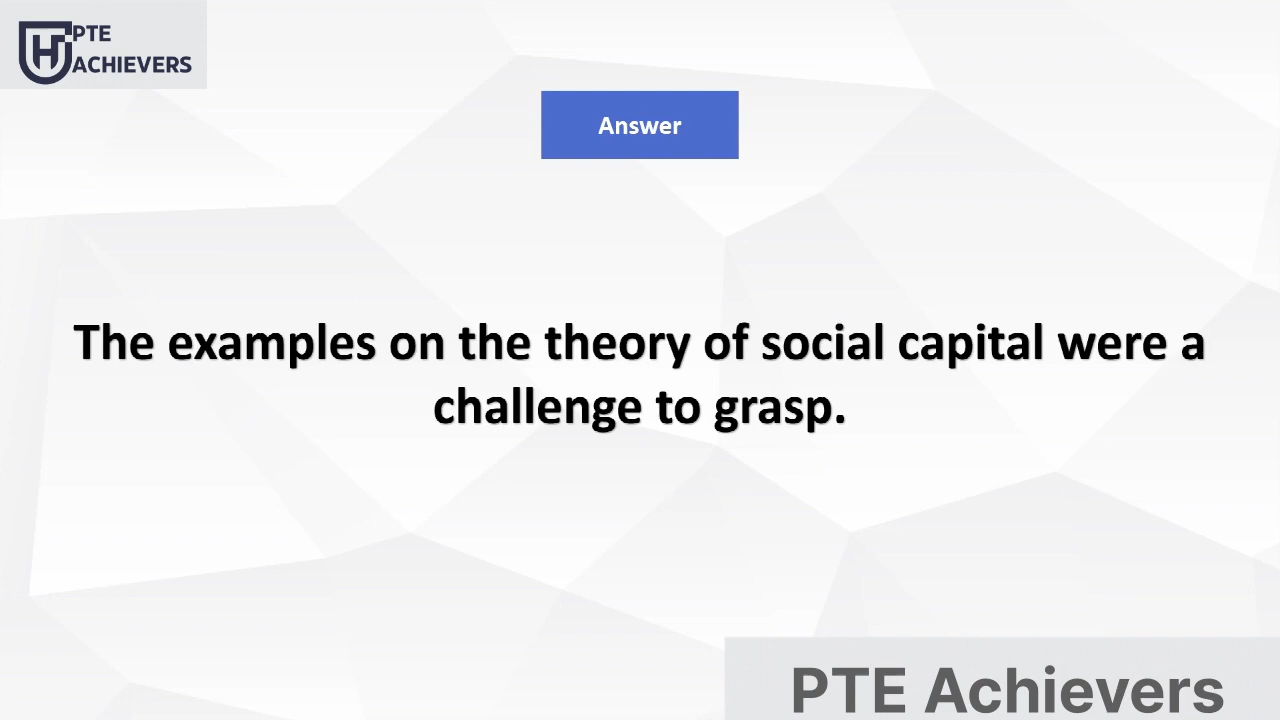 PTE
ACHIEVERS
Answer
The examples on the theory of social capital were a
challenge to grasp.
PTE Achievers